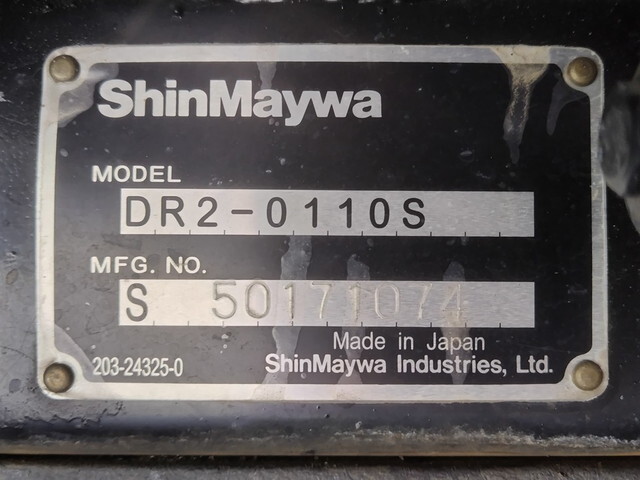 ShinMaywa
MODEL
DR2-0110S
MFG. NO.
S 50171074
Made in Japan
203-24325-0 ShinMaywa Industries, Ltd.